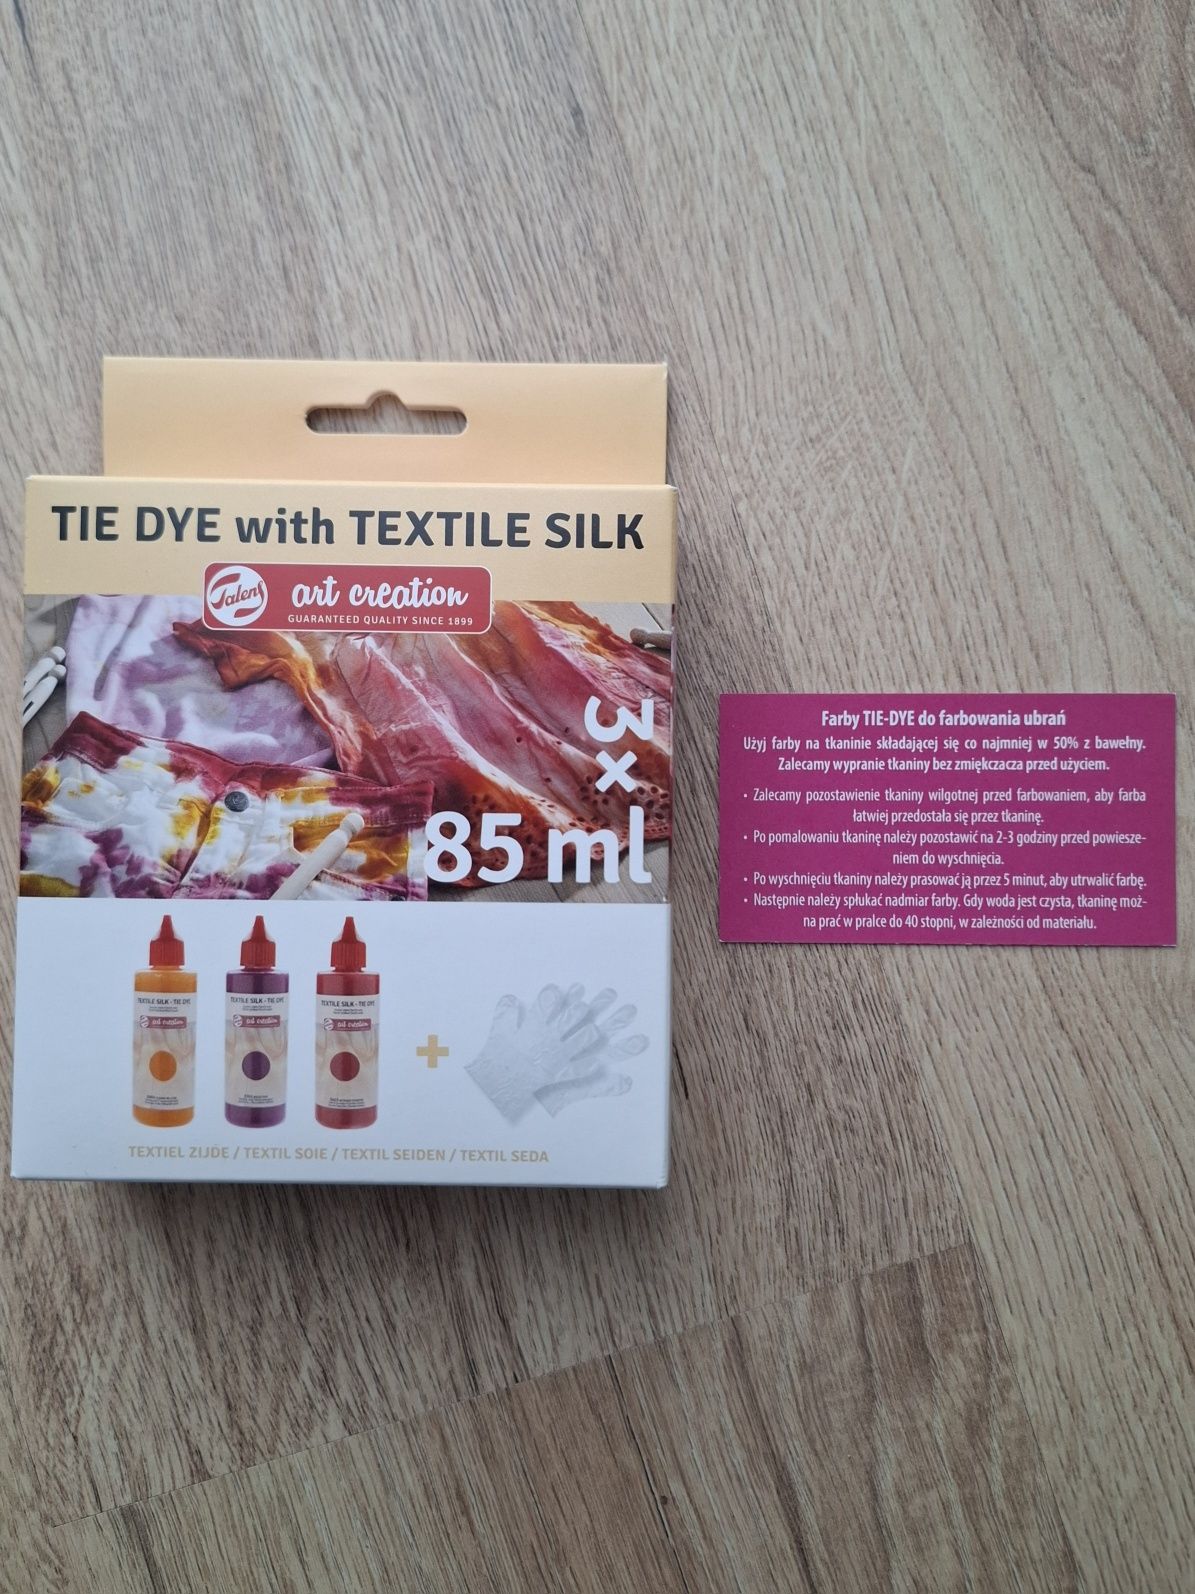 TIE DYE with TEXTILE SILK
Talens
art creation
GUARANTEED QUALITY SINCE 1899
3×
85 ml
TEXTILE SILK - TIE DYE
art creation
TEXTILE SILK - TIE DYE
art creation
TEXTILE SILK - TIE DYE
art creation
+
TEXTIEL ZIJDE / TEXTIL SOIE / TEXTIL SEIDEN / TEXTIL SEDA
Farby TIE-DYE do farbowania ubrań
Użyj farby na tkaninie składającej się co najmniej w 50% z bawełny.
Zalecamy wypranie tkaniny bez zmiękczacza przed użyciem.
• Zalecamy pozostawienie tkaniny wilgotnej przed farbowaniem, aby farba
łatwiej przedostała się przez tkaninę.
• Po pomalowaniu tkaninę należy pozostawić na 2-3 godziny przed powiesze-
niem do wyschnięcia.
• Po wyschnięciu tkaniny należy prasować ją przez 5 minut, aby utrwalić farbę.
• Następnie należy spłukać nadmiar farby. Gdy woda jest czysta, tkaninę moż-
na prać w pralce do 40 stopni, w zależności od materiału.